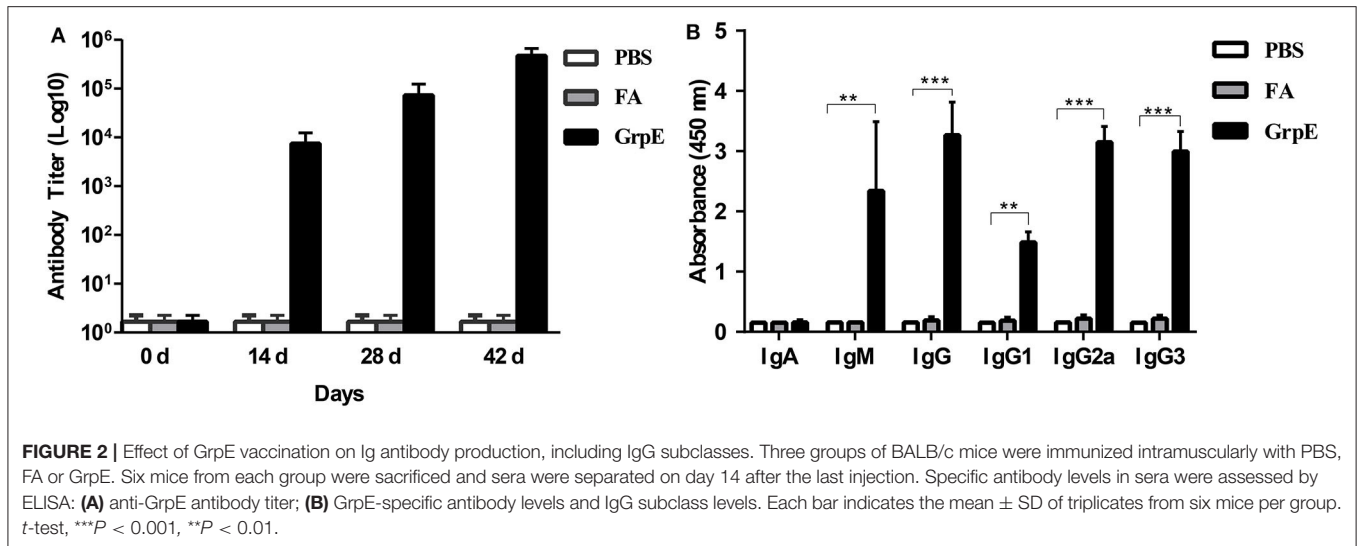 A
Antibody Titer (Log10)
10⁶
10⁵
10⁴
10³
10²
10¹
10⁰
0 d 14 d 28 d 42 d
Days
PBS
FA
GrpE
B
Absorbance (450 nm)
5
4
3
2
1
0
** *** ** *** ***
IgA IgM IgG IgG1 IgG2a IgG3
PBS
FA
GrpE
FIGURE 2 | Effect of GrpE vaccination on Ig antibody production, including IgG subclasses. Three groups of BALB/c mice were immunized intramuscularly with PBS,
FA or GrpE. Six mice from each group were sacrificed and sera were separated on day 14 after the last injection. Specific antibody levels in sera were assessed by
ELISA: (A) anti-GrpE antibody titer; (B) GrpE-specific antibody levels and IgG subclass levels. Each bar indicates the mean ± SD of triplicates from six mice per group.
t-test, ***P < 0.001, **P < 0.01.